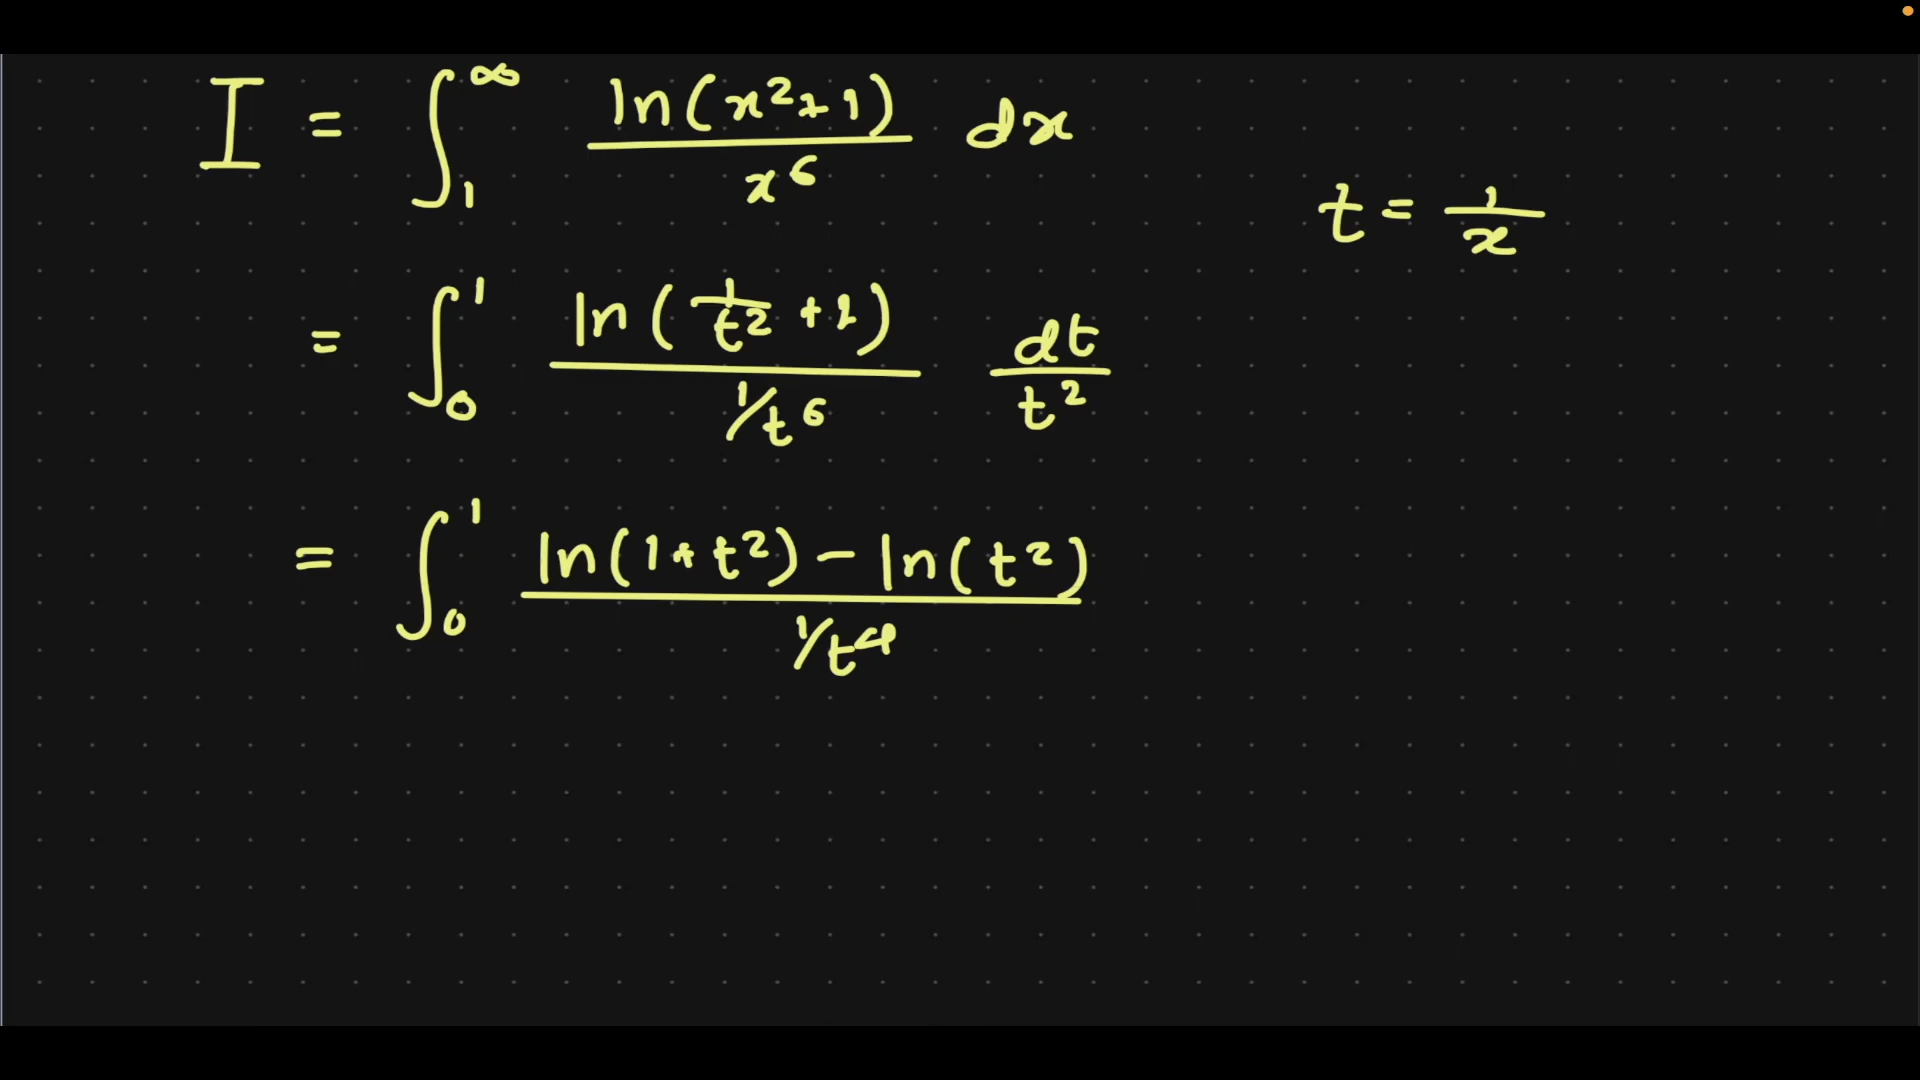 I = ∫₁^∞ ln(x²+1)/x⁶ dx
t = 1/x
= ∫₀¹ ln(1/t² + 1)/(1/t⁶) dt/t²
= ∫₀¹ (ln(1+t²) − ln(t²))/(1/t⁴)